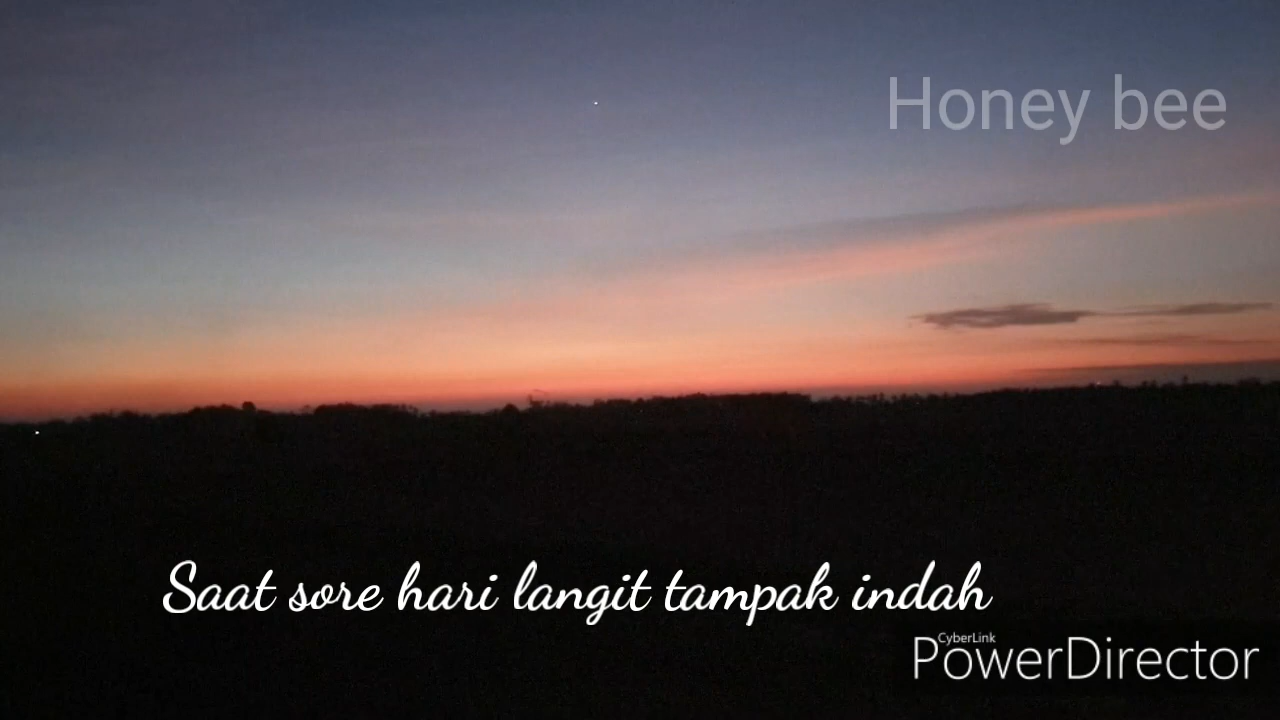 Honey bee
Saat sore hari langit tampak indah
CyberLink
PowerDirector